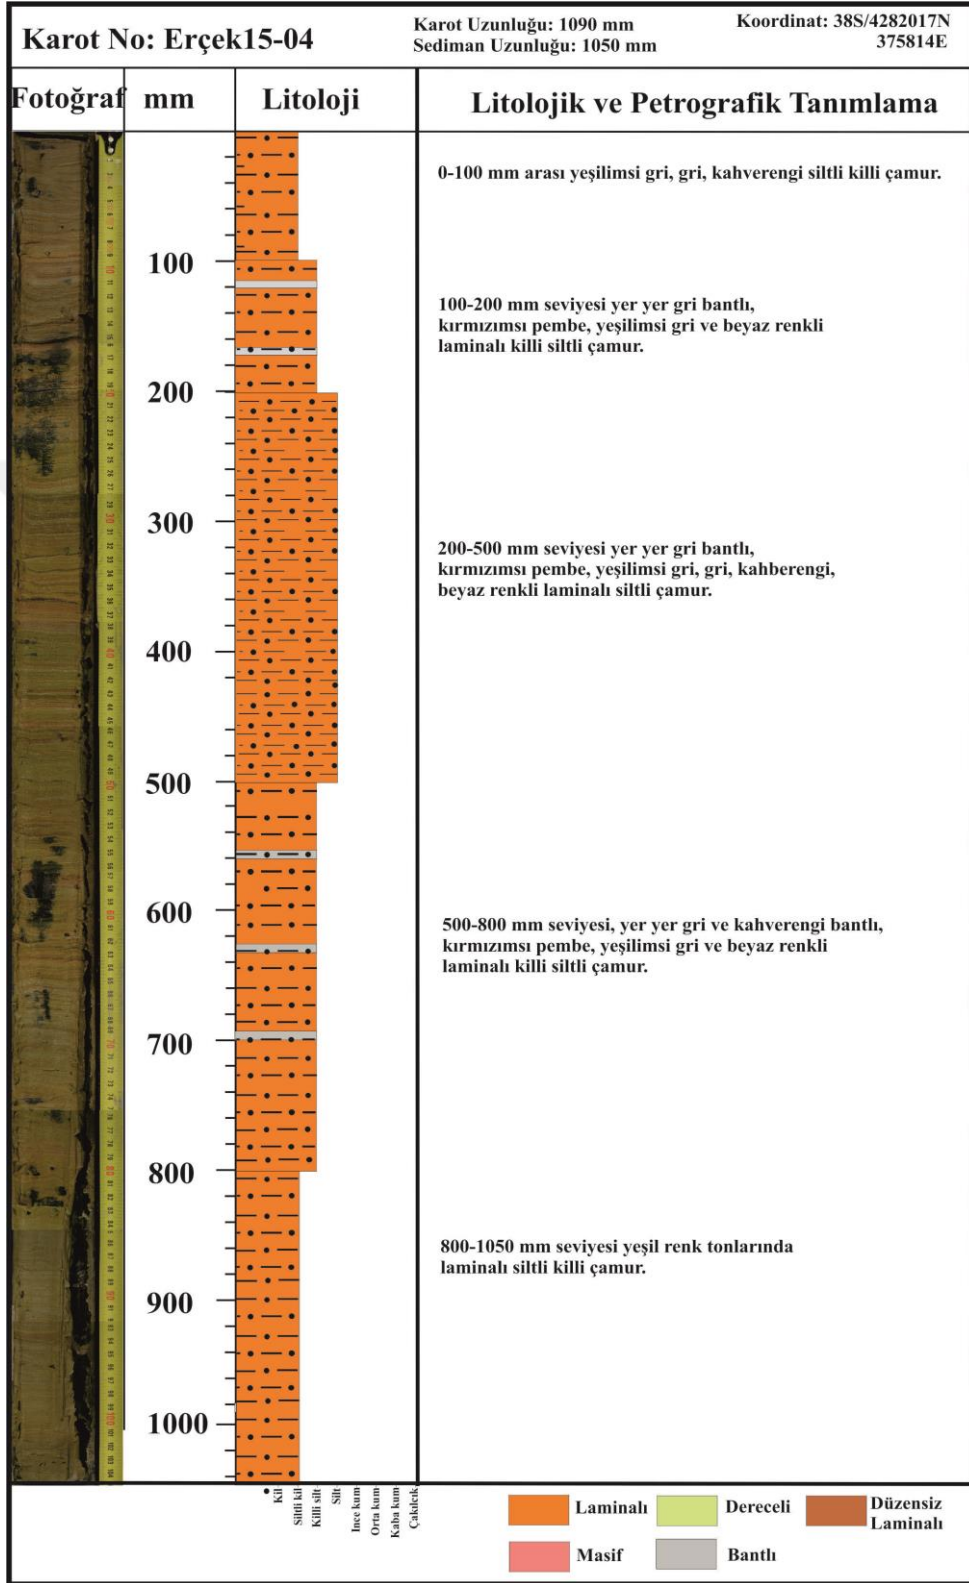 Karot No: Erçek15-04
Karot Uzunluğu: 1090 mm
Sediman Uzunluğu: 1050 mm
Koordinat: 38S/4282017N
375814E
Fotoğraf
mm
Litoloji
Litolojik ve Petrografik Tanımlama
0-100 mm arası yeşilimsi gri, gri, kahverengi siltli killi çamur.
100
100-200 mm seviyesi yer yer gri bantlı,
kırmızımsı pembe, yeşilimsi gri ve beyaz renkli
laminalı killi siltli çamur.
200
300
200-500 mm seviyesi yer yer gri bantlı,
kırmızımsı pembe, yeşilimsi gri, gri, kahberengi,
beyaz renkli laminalı siltli çamur.
400
500
600
500-800 mm seviyesi, yer yer gri ve kahverengi bantlı,
kırmızımsı pembe, yeşilimsi gri ve beyaz renkli
laminalı killi siltli çamur.
700
800
800-1050 mm seviyesi yeşil renk tonlarında
laminalı siltli killi çamur.
900
1000
Kil
Siltli kil
Killi silt
Silt
Ince kum
Orta kum
Kaba kum
Çakılcık
Laminalı
Dereceli
Düzensiz
Laminalı
Masif
Bantlı